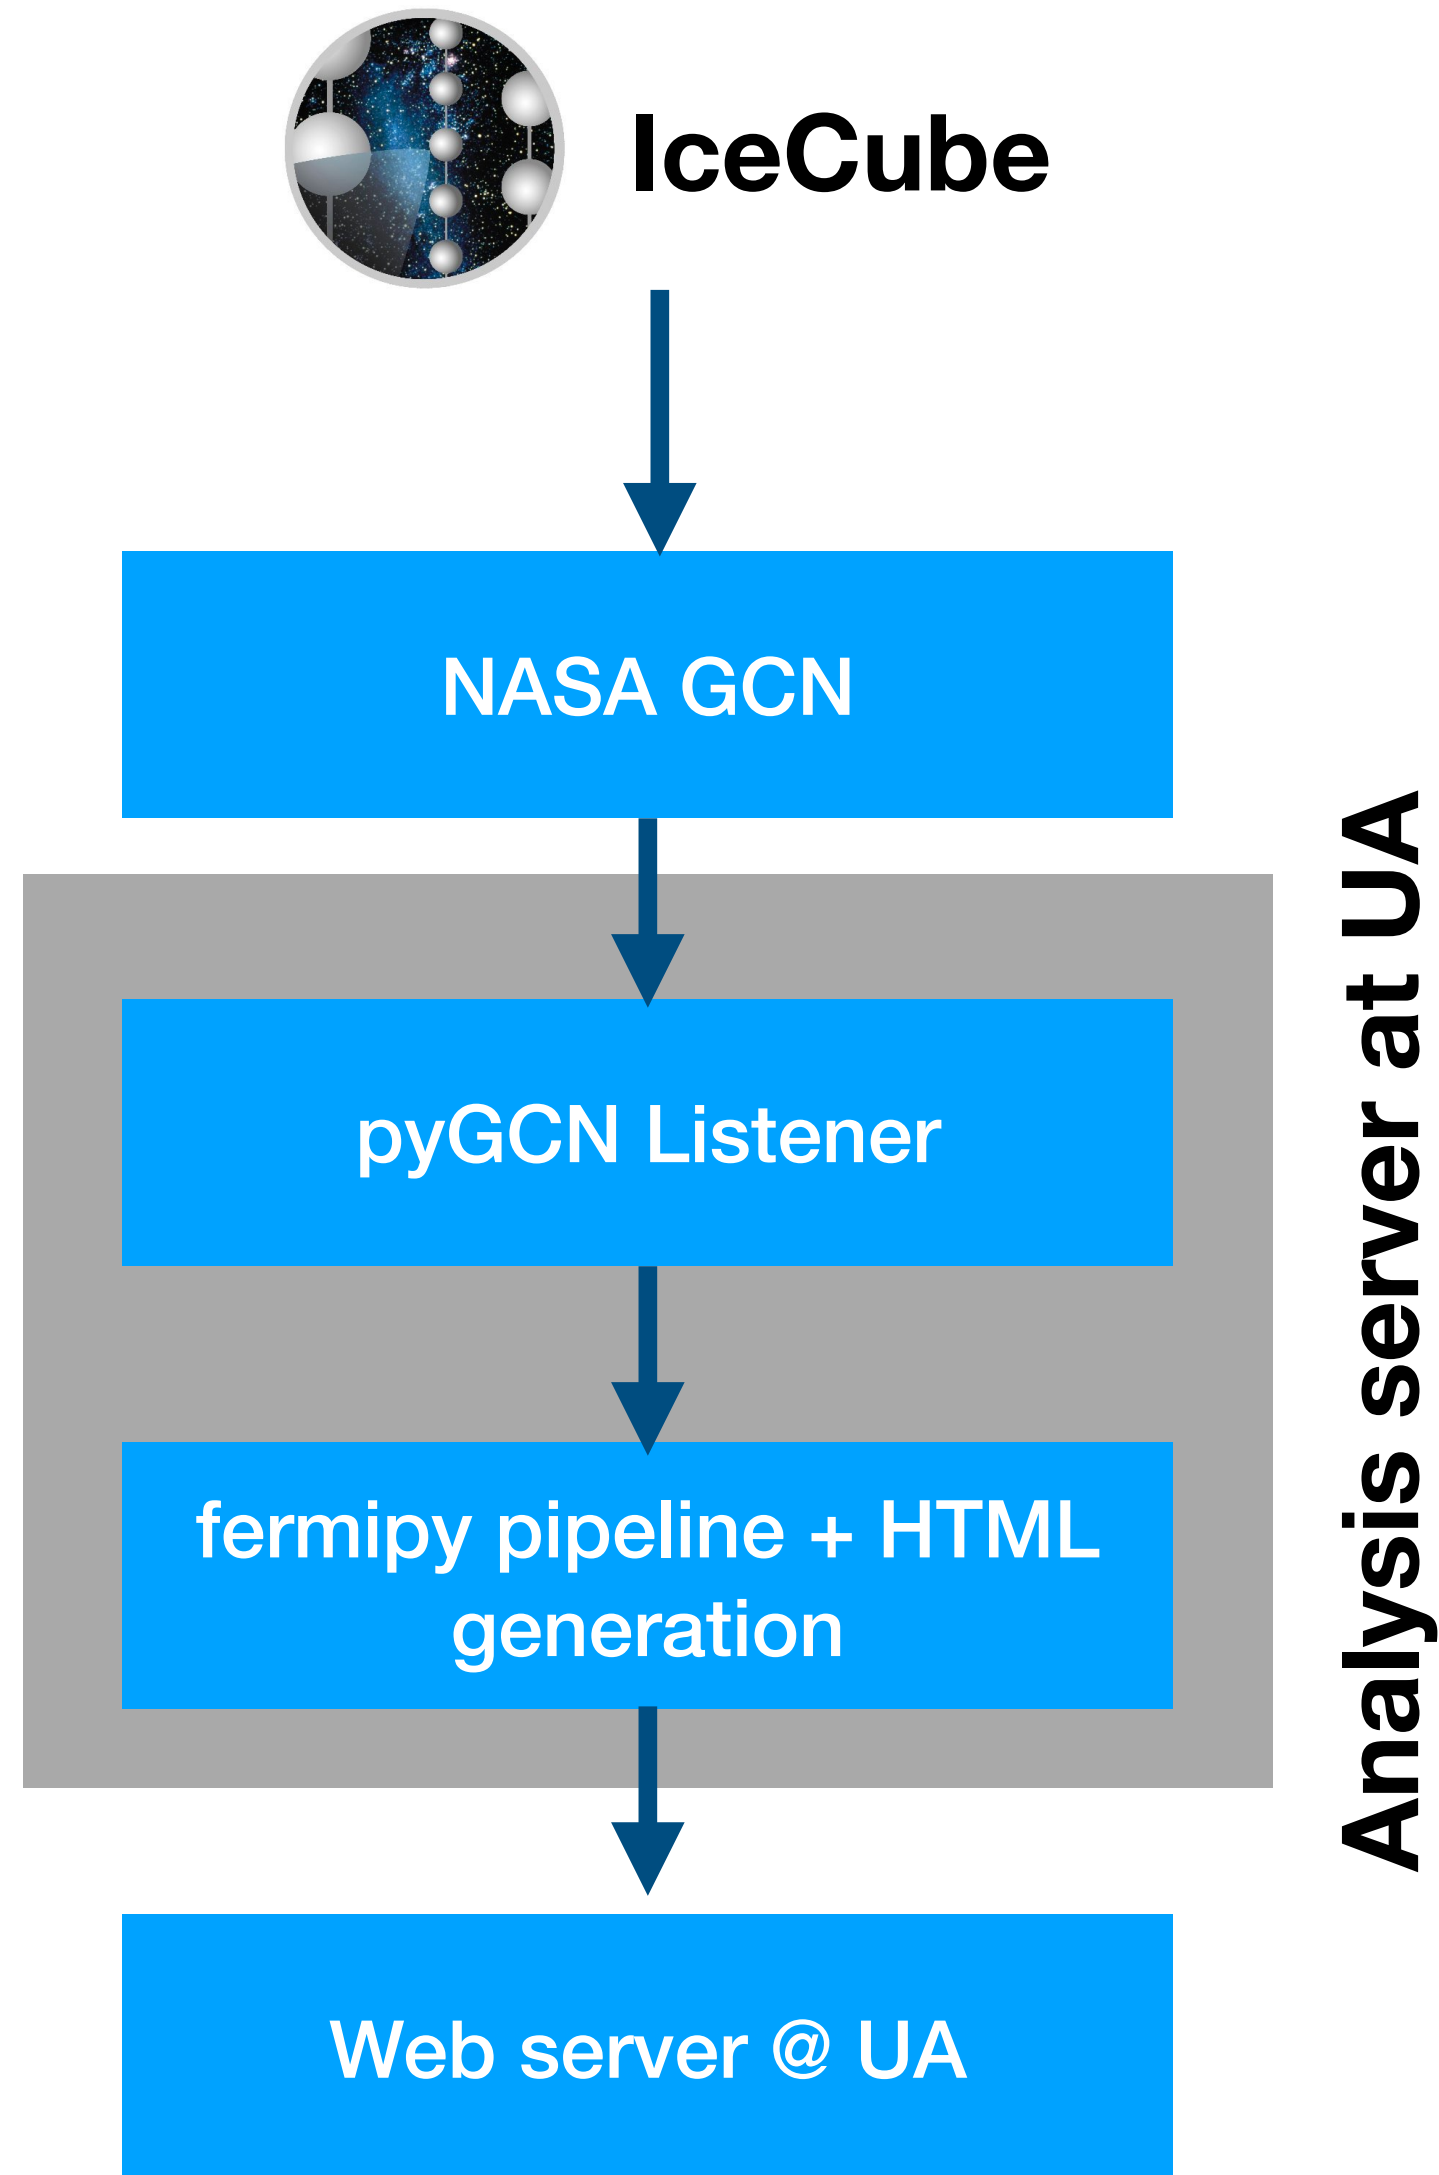 IceCube
NASA GCN
pyGCN Listener
fermipy pipeline + HTML
generation
Web server @ UA
Analysis server at UA